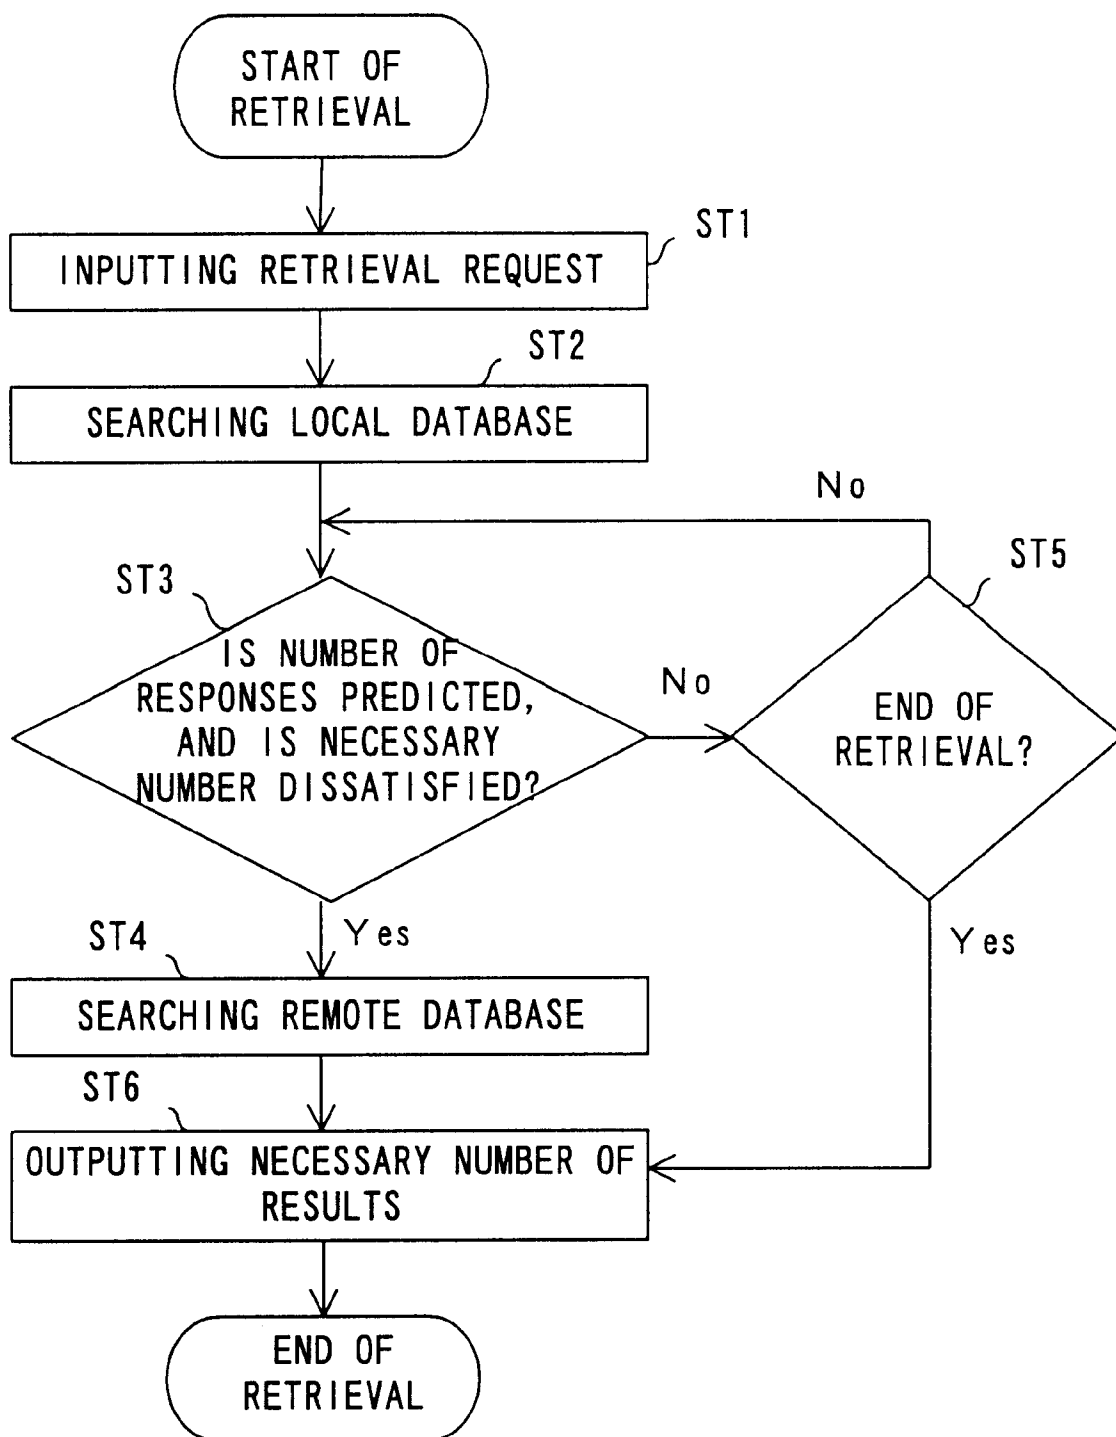 START OF
RETRIEVAL
ST1
INPUTTING RETRIEVAL REQUEST
ST2
SEARCHING LOCAL DATABASE
No
ST5
ST3
IS NUMBER OF
RESPONSES PREDICTED,
AND IS NECESSARY
NUMBER DISSATISFIED?
No
END OF
RETRIEVAL?
Yes
Yes
ST4
SEARCHING REMOTE DATABASE
ST6
OUTPUTTING NECESSARY NUMBER OF
RESULTS
END OF
RETRIEVAL